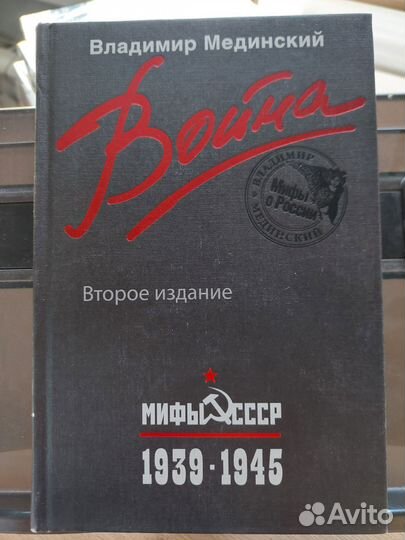 Владимир Мединский
Война
ВЛАДИМИР
Мифы
о России
МЕДИНСКИЙ
Второе издание
МИФЫ СССР
1939 · 1945
Avito